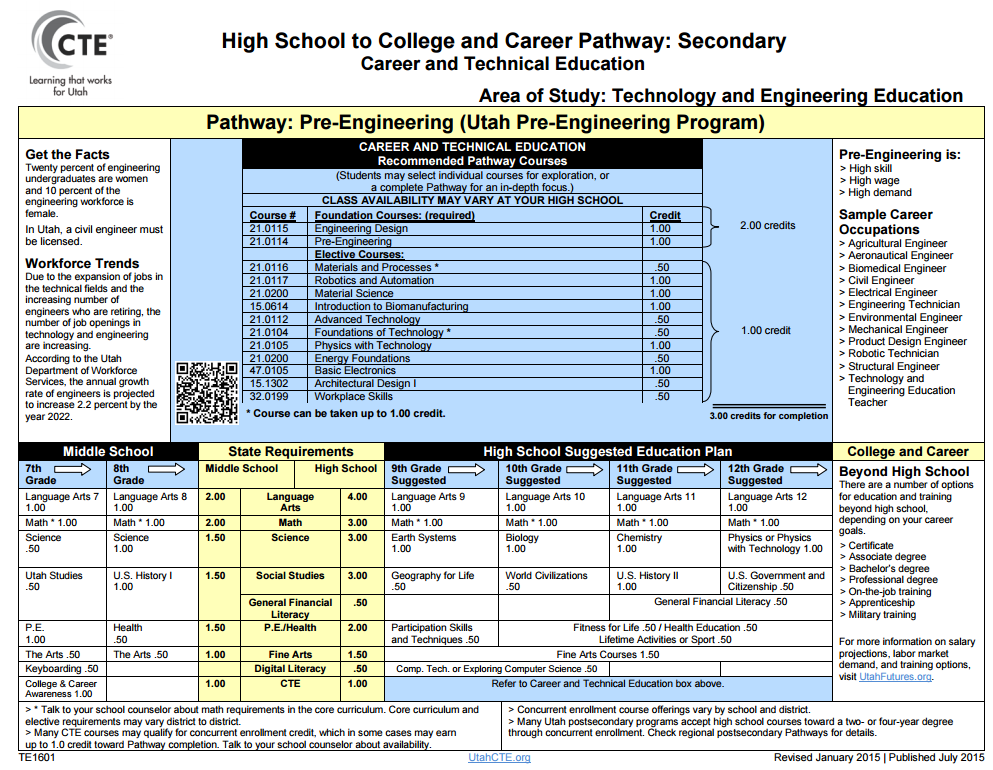 CTE®
Learning that works
for Utah
High School to College and Career Pathway: Secondary
Career and Technical Education
Area of Study: Technology and Engineering Education
Pathway: Pre-Engineering (Utah Pre-Engineering Program)
Get the Facts
Twenty percent of engineering
undergraduates are women
and 10 percent of the
engineering workforce is
female.
In Utah, a civil engineer must
be licensed.
Workforce Trends
Due to the expansion of jobs in
the technical fields and the
increasing number of
engineers who are retiring, the
number of job openings in
technology and engineering
are increasing.
According to the Utah
Department of Workforce
Services, the annual growth
rate of engineers is projected
to increase 2.2 percent by the
year 2022.
CAREER AND TECHNICAL EDUCATION
Recommended Pathway Courses
(Students may select individual courses for exploration, or
a complete Pathway for an in-depth focus.)
CLASS AVAILABILITY MAY VARY AT YOUR HIGH SCHOOL
Course # Foundation Courses: (required) Credit
21.0115 Engineering Design 1.00
21.0114 Pre-Engineering 1.00
2.00 credits
Elective Courses:
21.0116 Materials and Processes * .50
21.0117 Robotics and Automation 1.00
21.0200 Material Science 1.00
15.0614 Introduction to Biomanufacturing 1.00
21.0112 Advanced Technology .50
21.0104 Foundations of Technology * .50
21.0105 Physics with Technology 1.00
21.0200 Energy Foundations .50
47.0105 Basic Electronics 1.00
15.1302 Architectural Design I .50
32.0199 Workplace Skills .50
1.00 credit
* Course can be taken up to 1.00 credit.
3.00 credits for completion
Pre-Engineering is:
> High skill
> High wage
> High demand
Sample Career
Occupations
> Agricultural Engineer
> Aeronautical Engineer
> Biomedical Engineer
> Civil Engineer
> Electrical Engineer
> Engineering Technician
> Environmental Engineer
> Mechanical Engineer
> Product Design Engineer
> Robotic Technician
> Structural Engineer
> Technology and
Engineering Education
Teacher
Middle School State Requirements High School Suggested Education Plan College and Career
7th 8th Middle School High School 9th Grade 10th Grade 11th Grade 12th Grade
Grade Grade Suggested Suggested Suggested Suggested
Language Arts 7 Language Arts 8 2.00 Language 4.00 Language Arts 9 Language Arts 10 Language Arts 11 Language Arts 12
1.00 1.00 Arts 1.00 1.00 1.00 1.00
Math * 1.00 Math * 1.00 2.00 Math 3.00 Math * 1.00 Math * 1.00 Math * 1.00 Math * 1.00
Science Science 1.50 Science 3.00 Earth Systems Biology Chemistry Physics or Physics
.50 1.00 1.00 1.00 1.00 with Technology 1.00
Utah Studies U.S. History I 1.50 Social Studies 3.00 Geography for Life World Civilizations U.S. History II U.S. Government and
.50 1.00 .50 .50 1.00 Citizenship .50
General Financial .50 General Financial Literacy .50
Literacy
P.E. Health 1.50 P.E./Health 2.00 Participation Skills Fitness for Life .50 / Health Education .50
1.00 .50 and Techniques .50 Lifetime Activities or Sport .50
The Arts .50 The Arts .50 1.00 Fine Arts 1.50 Fine Arts Courses 1.50
Keyboarding .50 Digital Literacy .50 Comp. Tech. or Exploring Computer Science .50
College & Career 1.00 CTE 1.00 Refer to Career and Technical Education box above.
Awareness 1.00
Beyond High School
There are a number of options
for education and training
beyond high school,
depending on your career
goals.
> Certificate
> Associate degree
> Bachelor's degree
> Professional degree
> On-the-job training
> Apprenticeship
> Military training
For more information on salary
projections, labor market
demand, and training options,
visit UtahFutures.org.
> * Talk to your school counselor about math requirements in the core curriculum. Core curriculum and
elective requirements may vary district to district.
> Many CTE courses may qualify for concurrent enrollment credit, which in some cases may earn
up to 1.0 credit toward Pathway completion. Talk to your school counselor about availability.
> Concurrent enrollment course offerings vary by school and district.
> Many Utah postsecondary programs accept high school courses toward a two- or four-year degree
through concurrent enrollment. Check regional postsecondary Pathways for details.
TE1601 UtahCTE.org Revised January 2015 | Published July 2015